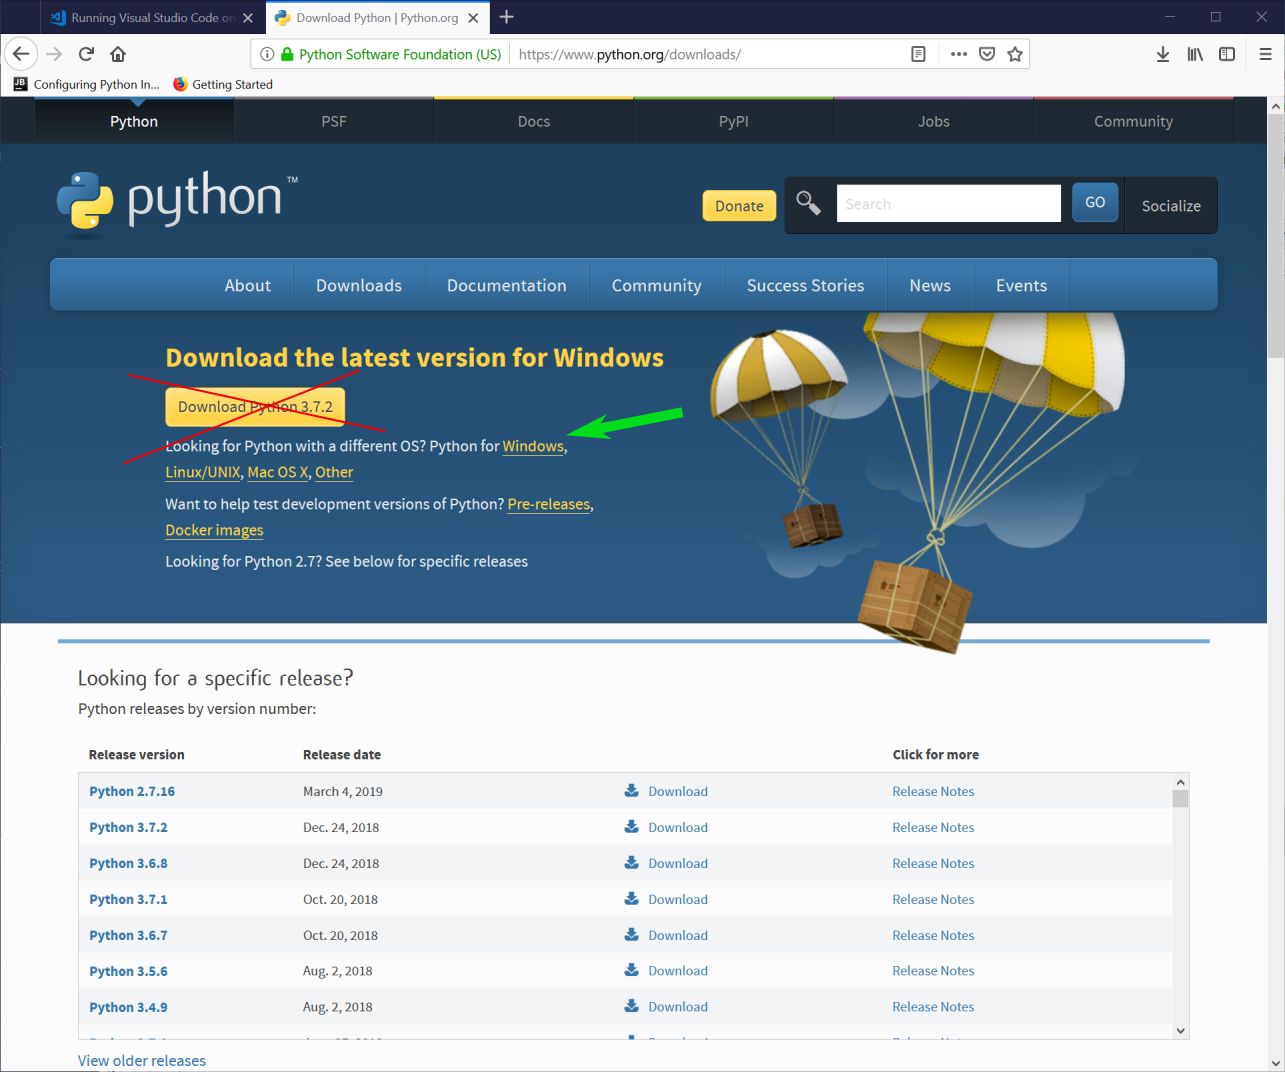 Running Visual Studio Code on
Download Python | Python.org
Python Software Foundation (US)
https://www.python.org/downloads/
Configuring Python In...
Getting Started
Python
PSF
Docs
PyPI
Jobs
Community
python™
Donate
Search
GO
Socialize
About
Downloads
Documentation
Community
Success Stories
News
Events
Download the latest version for Windows
Download Python 3.7.2
Looking for Python with a different OS? Python for Windows,
Linux/UNIX, Mac OS X, Other
Want to help test development versions of Python? Pre-releases,
Docker images
Looking for Python 2.7? See below for specific releases
Looking for a specific release?
Python releases by version number:
Release version Release date Click for more
Python 2.7.16 March 4, 2019 Download Release Notes
Python 3.7.2 Dec. 24, 2018 Download Release Notes
Python 3.6.8 Dec. 24, 2018 Download Release Notes
Python 3.7.1 Oct. 20, 2018 Download Release Notes
Python 3.6.7 Oct. 20, 2018 Download Release Notes
Python 3.5.6 Aug. 2, 2018 Download Release Notes
Python 3.4.9 Aug. 2, 2018 Download Release Notes
View older releases